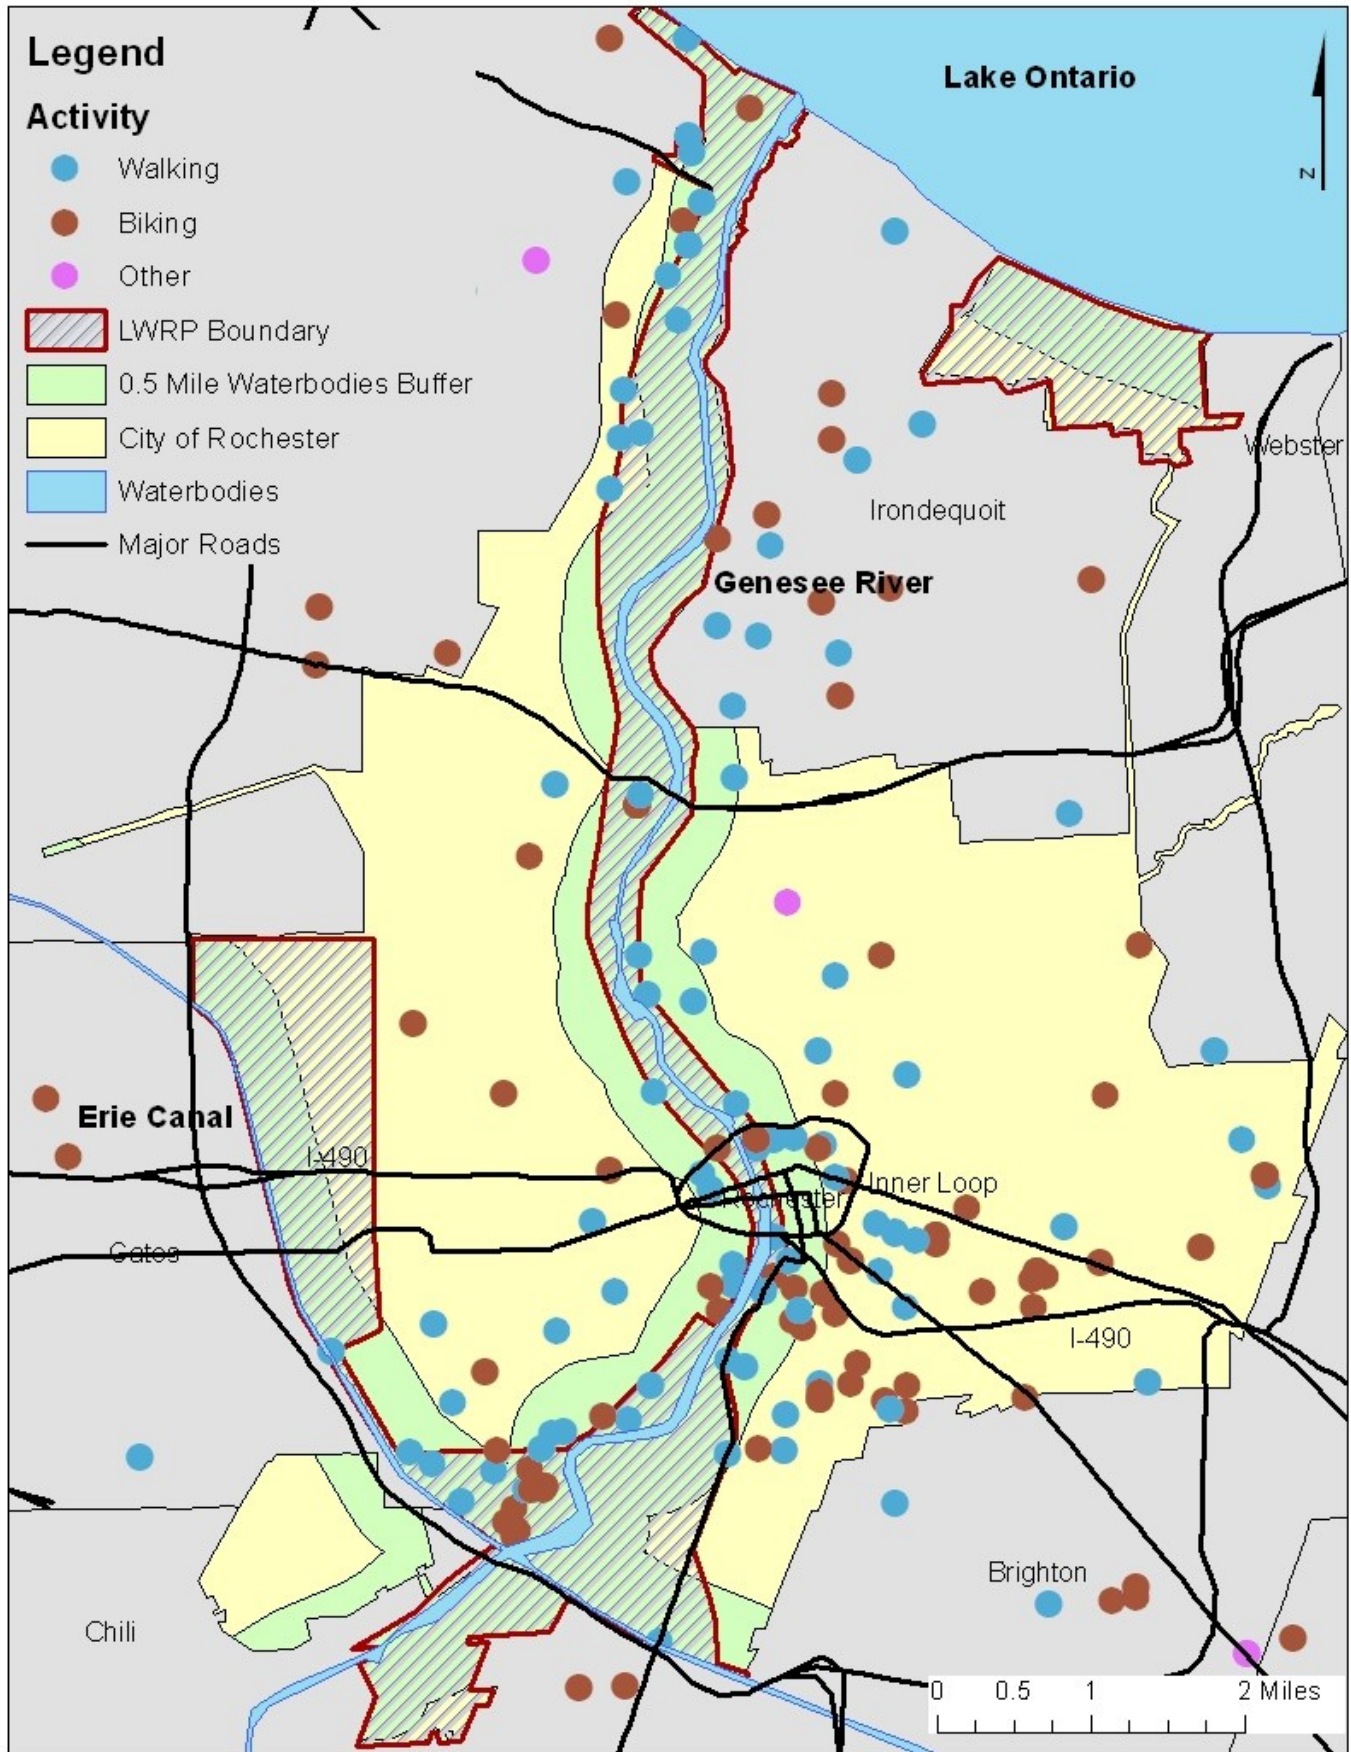 Legend
Activity
Walking
Biking
Other
LWRP Boundary
0.5 Mile Waterbodies Buffer
City of Rochester
Waterbodies
Major Roads
Lake Ontario
N
Webster
Irondequoit
Genesee River
Erie Canal
I-490
Inner Loop
Rochester
Gates
I-490
Brighton
Chili
0 0.5 1 2 Miles